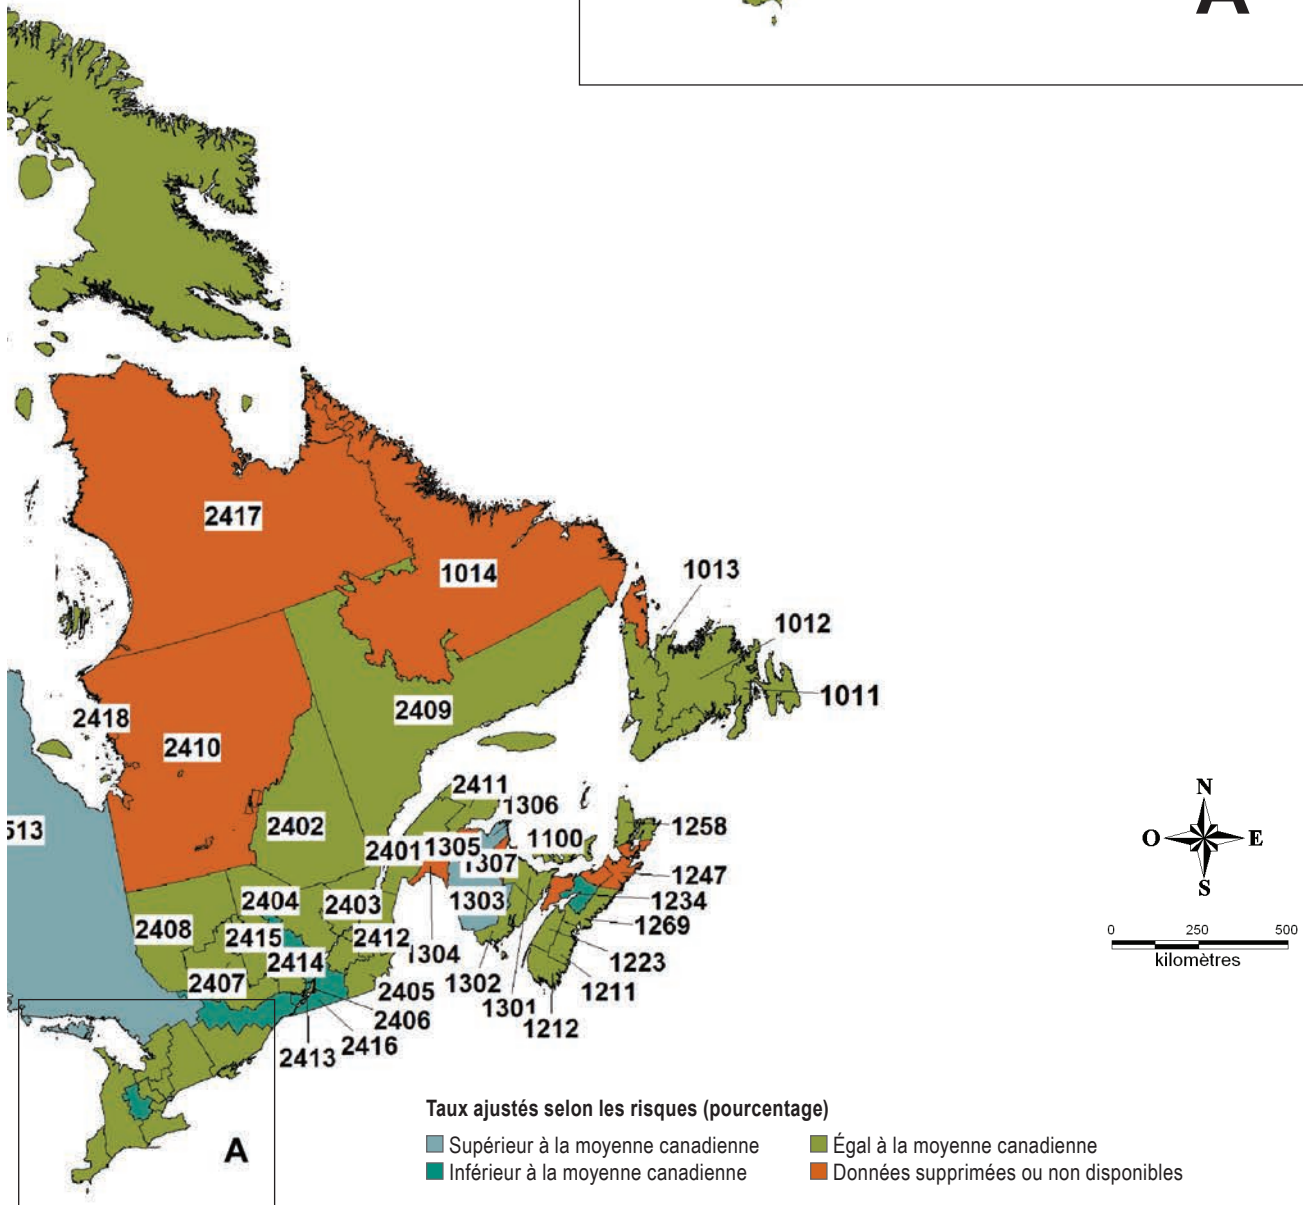 A
2417
1014
1013
1012
1011
2418
2409
2410
2411
1306
513
2402
1258
2401
1305
1100
1307
1247
2404
2403
1303
1234
2408
2415
2412
1269
2414
1304
1223
2407
2405
1302
1211
2406
1301
1212
2413
2416
A
N
O
E
S
0 250 500
kilomètres
Taux ajustés selon les risques (pourcentage)
Supérieur à la moyenne canadienne
Égal à la moyenne canadienne
Inférieur à la moyenne canadienne
Données supprimées ou non disponibles